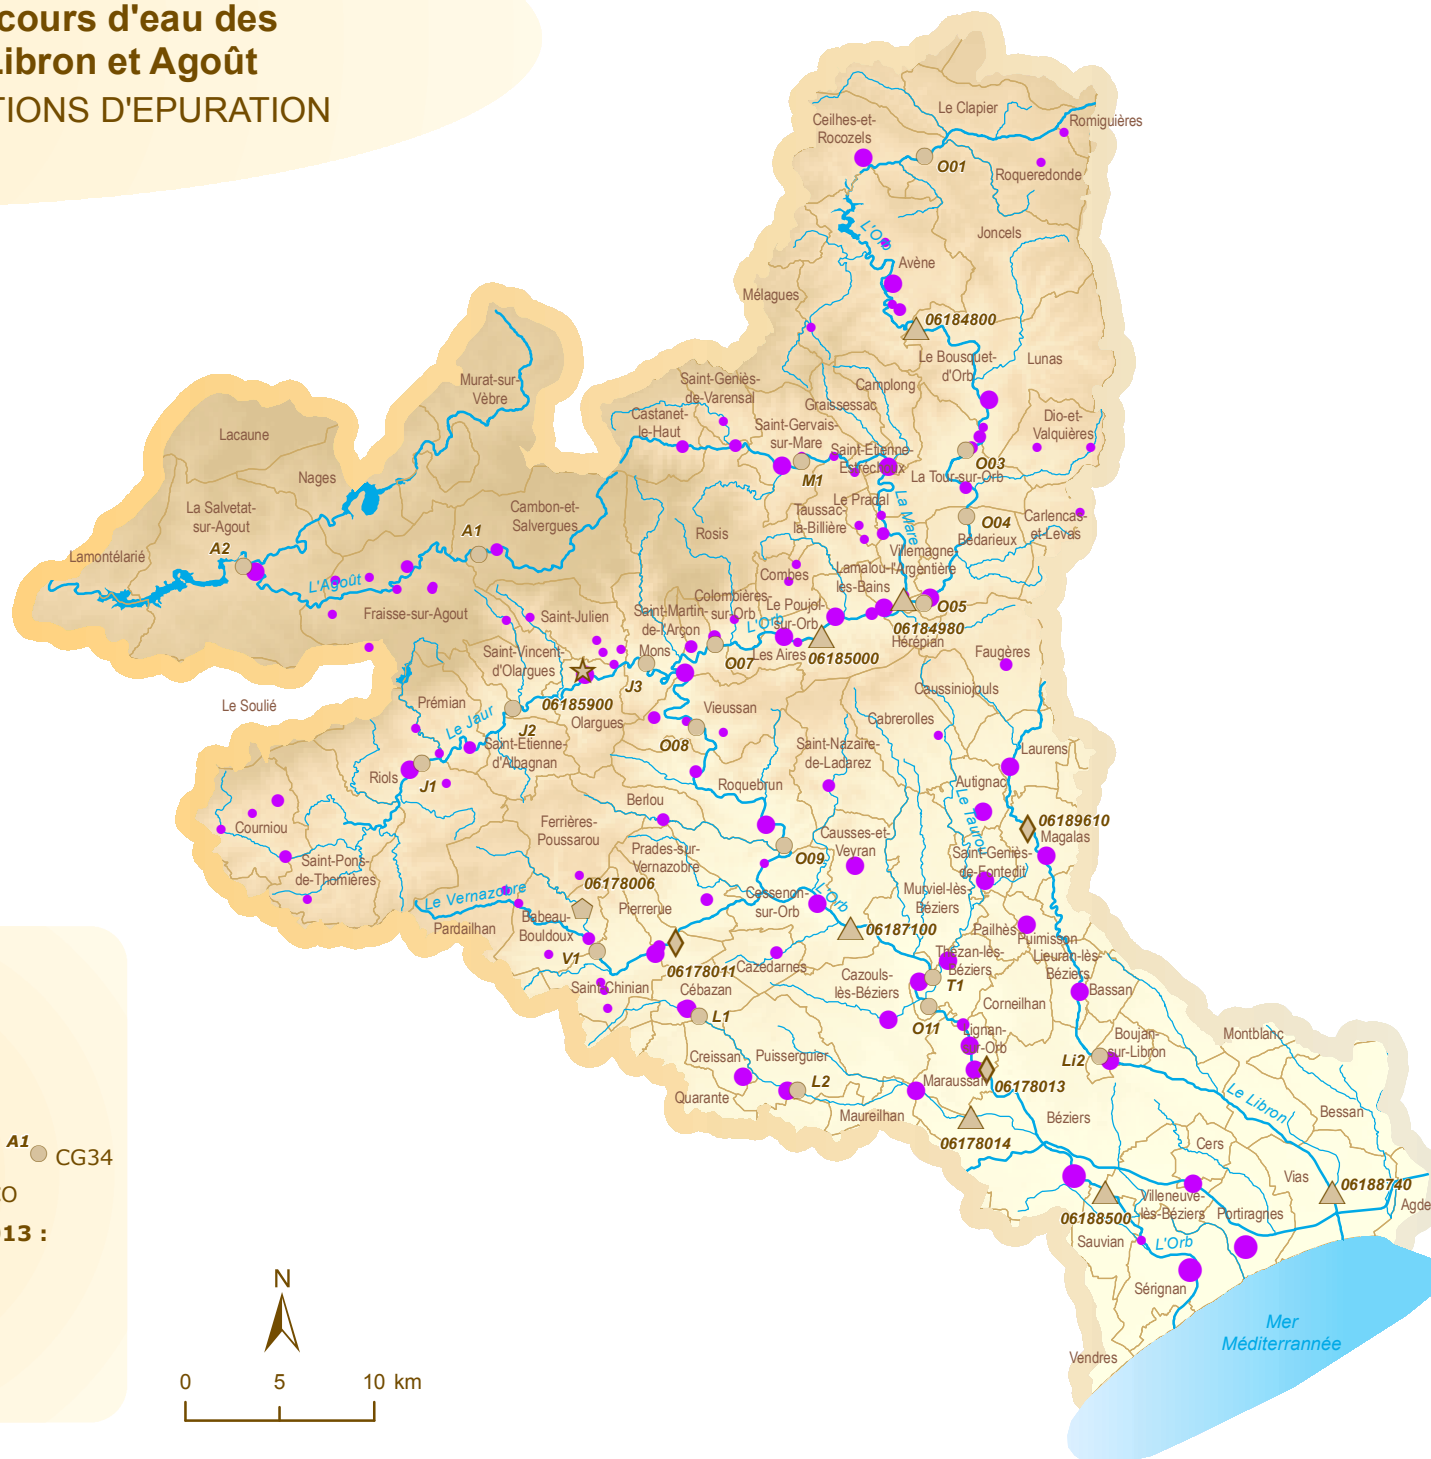 cours d'eau des
Libron et Agoût
TIONS D'EPURATION
Le Clapier
Romiguières
Ceilhes-et-
Rocozels
O01
Roqueredonde
Joncels
L'Orb
Avène
Mélagues
06184800
Le Bousquet-
d'Orb
Lunas
Murat-sur-
Vèbre
Saint-Geniès-
de-Varensal
Camplong
Graissessac
Castanet-
le-Haut
Dio-et-
Valquières
Lacaune
Saint-Gervais-
sur-Mare
Saint-Etienne-
Estréchoux
O03
M1
La Tour-sur-Orb
Nages
Le Pradal
La Salvetat-
sur-Agout
Cambon-et-
Salvergues
Taussac-
la-Billière
La Mare
Carlencas-
et-Levas
O04
Bédarieux
A1
Rosis
A2
Lamontélarié
Villemagne-
l'Argentière
Combes
Lamalou-
les-Bains
L'Agoût
Colombières-
sur-Orb
Le Poujol-
sur-Orb
O05
Fraisse-sur-Agout
Saint-Julien
Saint-Martin-
de-l'Arçon
L'Orb
06184980
Hérépian
Saint-Vincent-
d'Olargues
Mons
O07
Les Aires
06185000
Faugères
J3
Caussiniojouls
Le Soulié
Prémian
06185900
Olargues
Vieussan
Cabrerolles
Le Jaur
J2
O08
Saint-Etienne-
d'Albagnan
Saint-Nazaire-
de-Ladarez
Laurens
Riols
J1
Roquebrun
Autignac
Berlou
Le Taurou
06189610
Courniou
Ferrières-
Poussarou
Causses-et-
Veyran
Magalas
Saint-Pons-
de-Thomières
Prades-sur-
Vernazobre
O09
Saint-Geniès-
de-Fontedit
06178006
Le Vernazobre
Cessenon-
sur-Orb
L'Orb
Murviel-lès-
Béziers
Pierrerue
Babeau-
Bouldoux
Pardailhan
06187100
Pailhès
Puimisson
V1
Thézan-lès-
Béziers
Lieuran-lès-
Béziers
06178011
Cazedarnes
Cazouls-
lès-Béziers
T1
Saint-Chinian
Cébazan
Bassan
Corneilhan
L1
O11
Lignan-
sur-Orb
Boujan-
sur-Libron
Montblanc
Creissan
Puisserguier
Li2
L2
Maraussan
06178013
Quarante
Maureilhan
Béziers
Le Libron
Bessan
06178014
Cers
A1
CG34
Vias
06188740
Villeneuve-
lès-Béziers
Agde
06188500
Portiragnes
013 :
Sauvian
L'Orb
Sérignan
N
Mer
Méditerrannée
Vendres
0 5 10 km